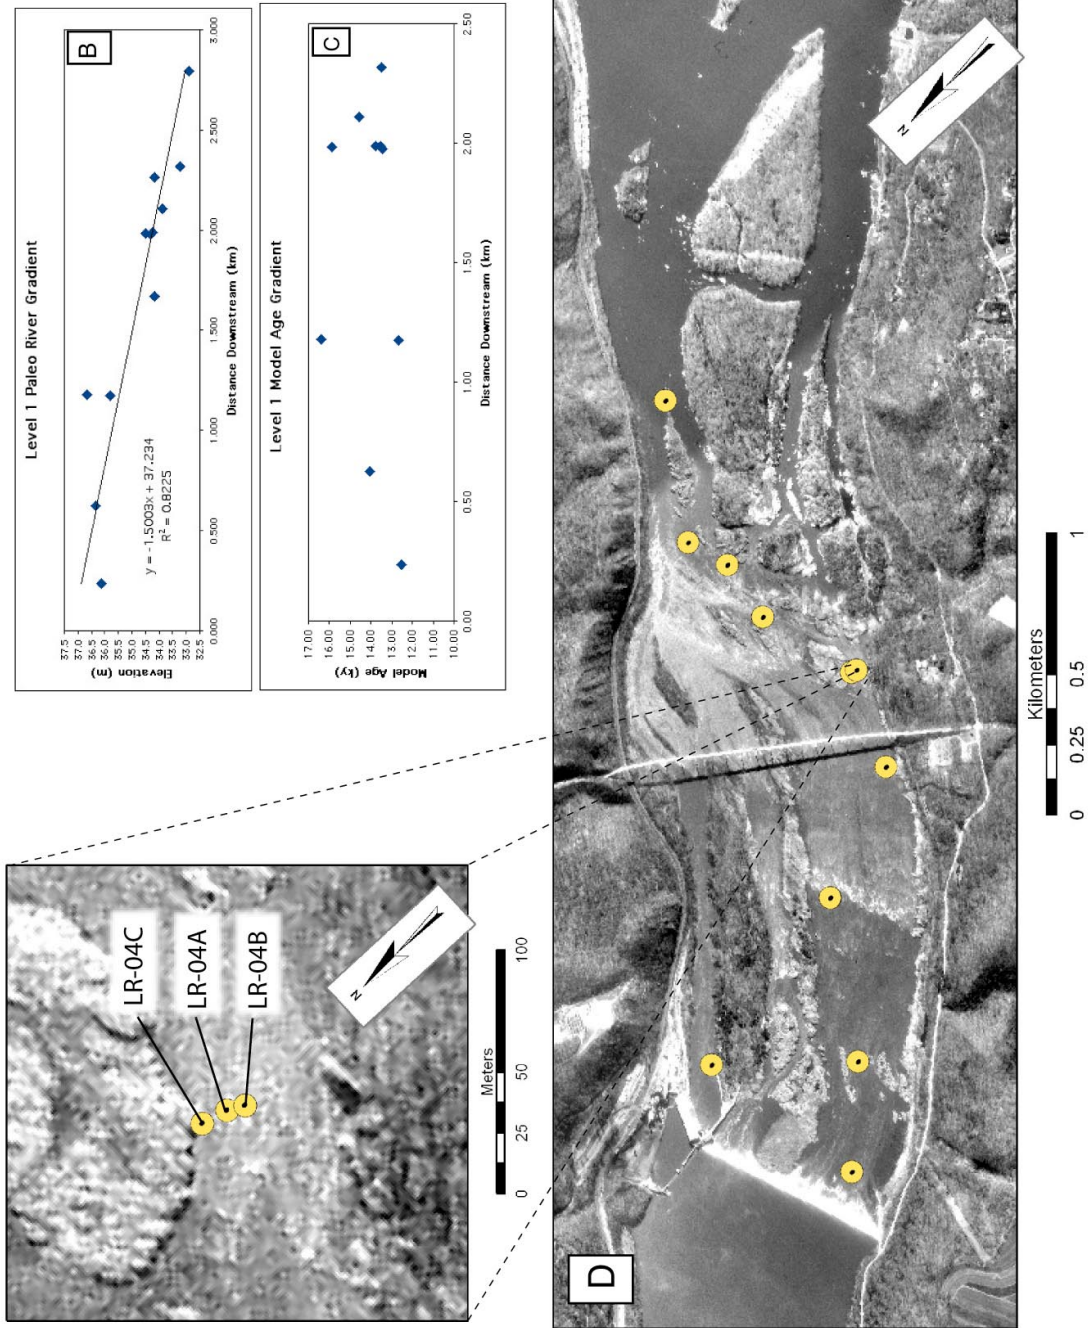 B
Level 1 Paleo River Gradient
Elevation (m)
37.5
37.0
36.5
36.0
35.5
35.0
34.5
34.0
33.5
33.0
32.5
y = -1.5003x + 37.234
R² = 0.8225
0.000
0.500
1.000
1.500
2.000
2.500
3.000
Distance Downstream (km)
C
Level 1 Model Age Gradient
Model Age (ky)
17.00
16.00
15.00
14.00
13.00
12.00
11.00
10.00
0.00
0.50
1.00
1.50
2.00
2.50
Distance Downstream (km)
LR-04C
LR-04A
LR-04B
N
Meters
0 25 50 100
D
N
Kilometers
0 0.25 0.5 1